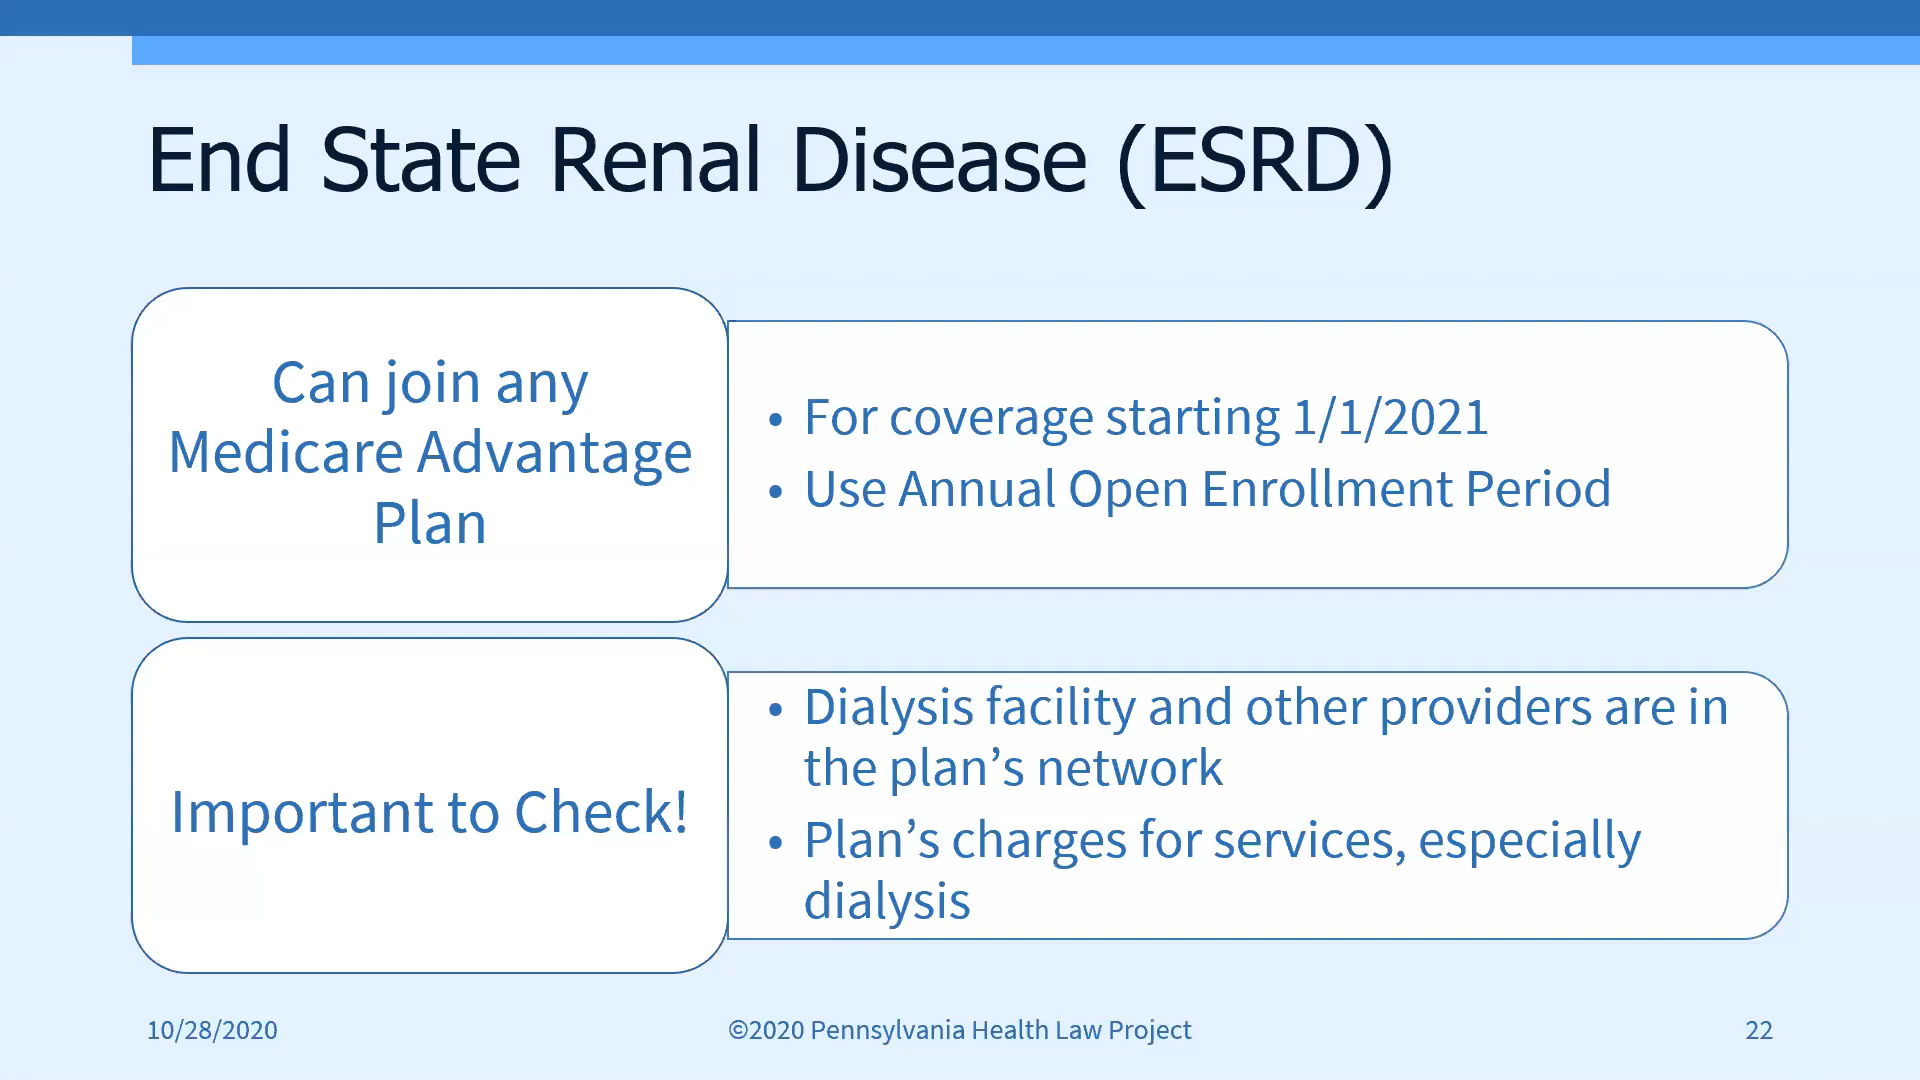 End State Renal Disease (ESRD)
Can join any
Medicare Advantage
Plan
• For coverage starting 1/1/2021
• Use Annual Open Enrollment Period
Important to Check!
• Dialysis facility and other providers are in
the plan’s network
• Plan’s charges for services, especially
dialysis
10/28/2020
©2020 Pennsylvania Health Law Project
22